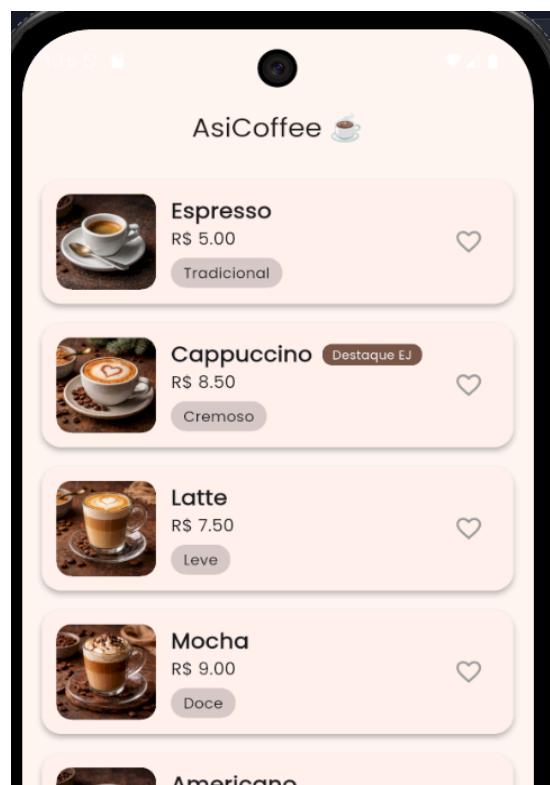 AsiCoffee ☕
Espresso
R$ 5.00
Tradicional
Cappuccino Destaque EJ
R$ 8.50
Cremoso
Latte
R$ 7.50
Leve
Mocha
R$ 9.00
Doce
Americano